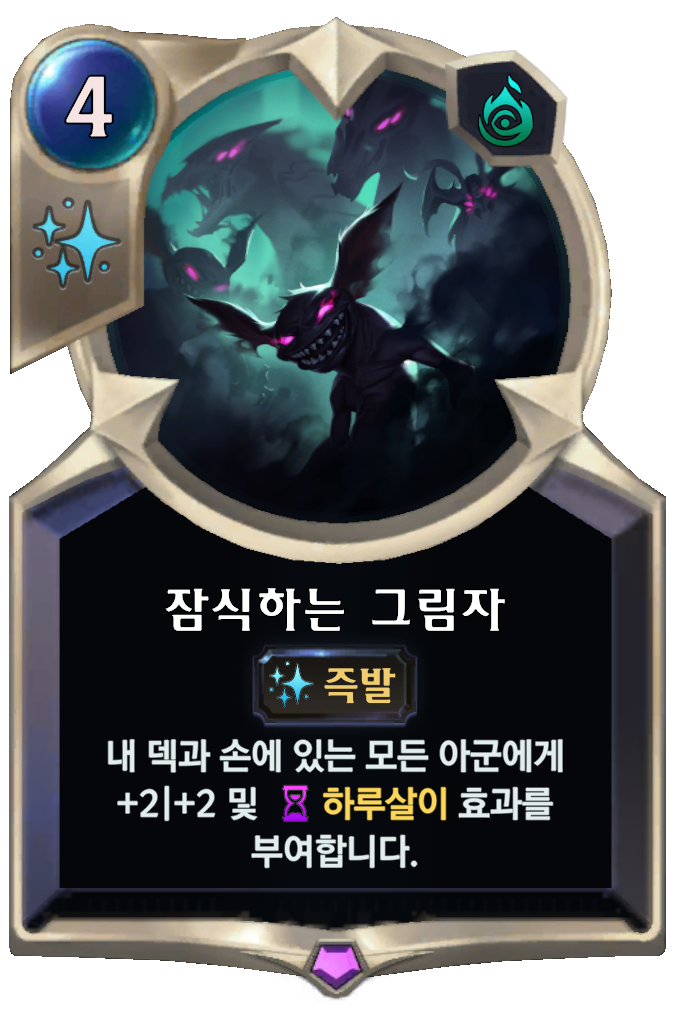 4
잠식하는 그림자
즉발
내 덱과 손에 있는 모든 아군에게
+2|+2 및 하루살이 효과를
부여합니다.